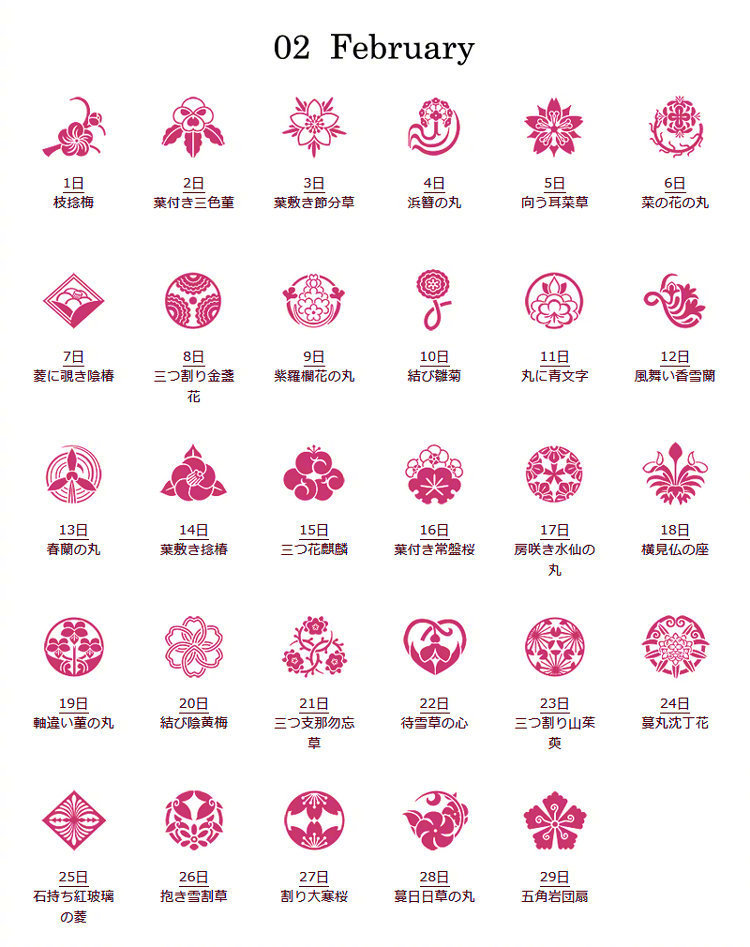 02 February
1日
枝捻梅
2日
葉付き三色菫
3日
葉敷き節分草
4日
浜簪の丸
5日
向う耳菜草
6日
菜の花の丸
7日
菱に覗き陰椿
8日
三つ割り金盞
花
9日
紫羅欄花の丸
10日
結び雛菊
11日
丸に青文字
12日
風舞い香雪蘭
13日
春蘭の丸
14日
葉敷き捻椿
15日
三つ花麒麟
16日
葉付き常盤桜
17日
房咲き水仙の
丸
18日
横見仏の座
19日
軸違い菫の丸
20日
結び陰黄梅
21日
三つ支那勿忘
草
22日
待雪草の心
23日
三つ割り山茱
萸
24日
蔓丸沈丁花
25日
石持ち紅玻璃
の菱
26日
抱き雪割草
27日
割り大寒桜
28日
蔓日日草の丸
29日
五角岩団扇